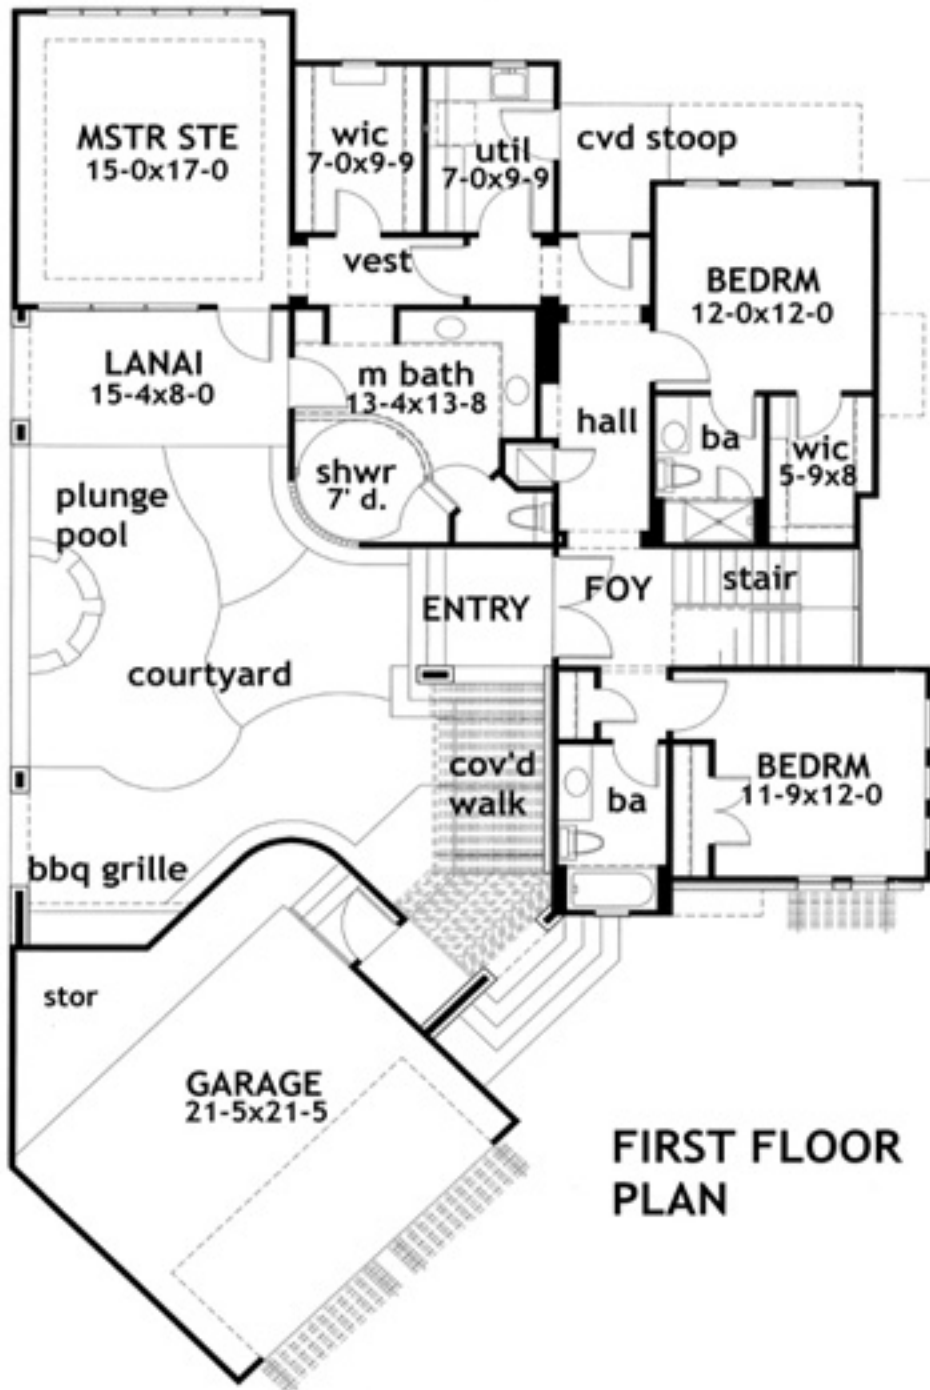 MSTR STE
15-0x17-0
wic
7-0x9-9
util
7-0x9-9
cvd stoop
vest
BEDRM
12-0x12-0
LANAI
15-4x8-0
m bath
13-4x13-8
hall
ba
wic
5-9x8
shwr
7' d.
plunge
pool
ENTRY
FOY
stair
courtyard
cov'd
walk
ba
BEDRM
11-9x12-0
bbq grille
stor
GARAGE
21-5x21-5
FIRST FLOOR
PLAN